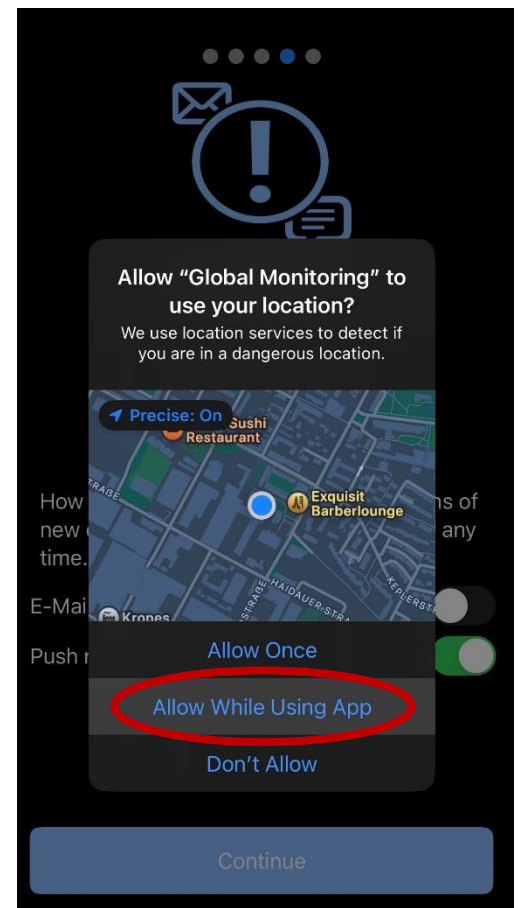 Allow "Global Monitoring" to
use your location?
We use location services to detect if
you are in a dangerous location.
Precise: On
Sushi
Restaurant
Exquisit
Barberlounge
How
ns of
new
any
time.
HAIDAUERSTR
KEPLERSTR
Krones
E-Mai
Push
Allow Once
Allow While Using App
Don't Allow
Continue